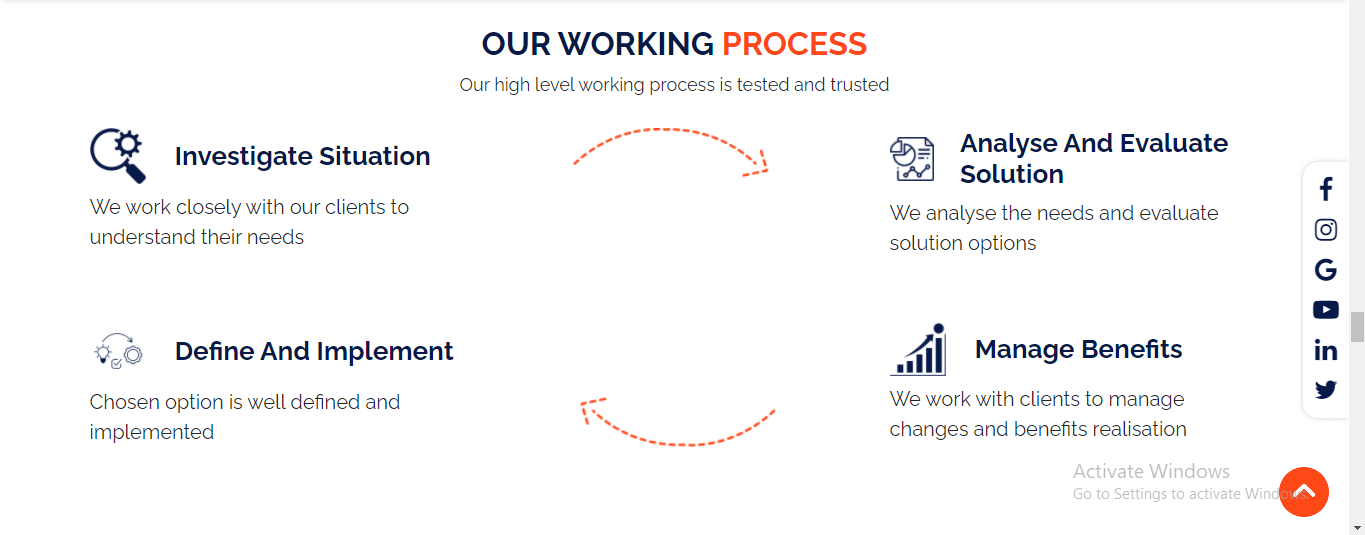 OUR WORKING PROCESS
Our high level working process is tested and trusted
Investigate Situation
We work closely with our clients to
understand their needs
Analyse And Evaluate
Solution
We analyse the needs and evaluate
solution options
Define And Implement
Chosen option is well defined and
implemented
Manage Benefits
We work with clients to manage
changes and benefits realisation
Activate Windows
Go to Settings to activate Windows.